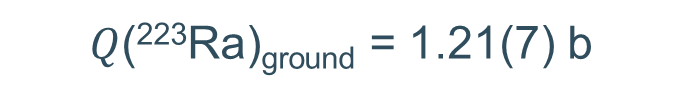 Q(²²³Ra)ground = 1.21(7) b